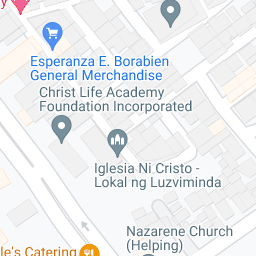 y
Esperanza E. Borabien
General Merchandise
Christ Life Academy
Foundation Incorporated
Iglesia Ni Cristo -
Lokal ng Luzviminda
Nazarene Church
(Helping)
le's Catering